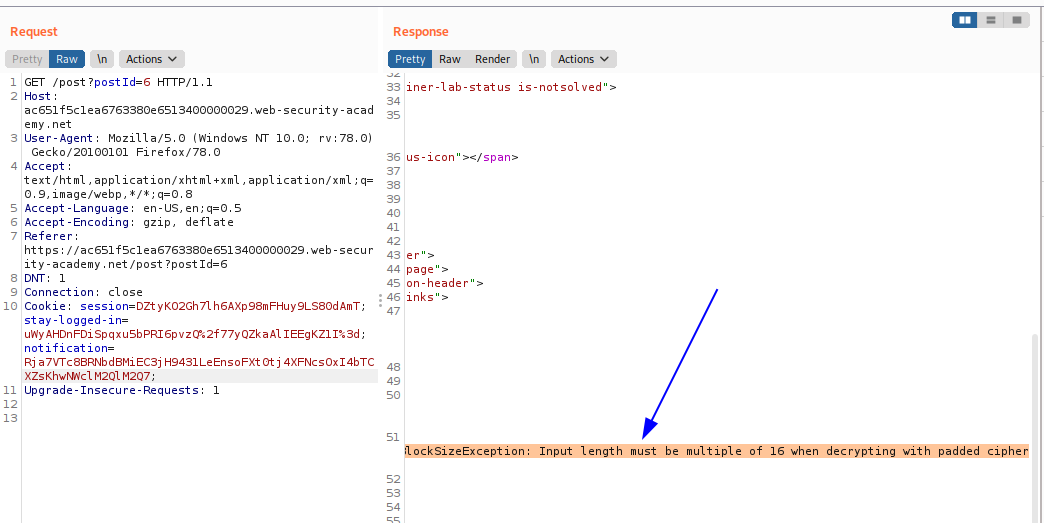 Request
Response
Pretty Raw \n Actions
Pretty Raw Render \n Actions
1 GET /post?postId=6 HTTP/1.1
2 Host:
ac651f5c1ea6763380e6513400000029.web-security-acad
emy.net
3 User-Agent: Mozilla/5.0 (Windows NT 10.0; rv:78.0)
Gecko/20100101 Firefox/78.0
4 Accept:
text/html,application/xhtml+xml,application/xml;q=
0.9,image/webp,*/*;q=0.8
5 Accept-Language: en-US,en;q=0.5
6 Accept-Encoding: gzip, deflate
7 Referer:
https://ac651f5c1ea6763380e6513400000029.web-secur
ity-academy.net/post?postId=6
8 DNT: 1
9 Connection: close
10 Cookie: session=DZtyKO2Gh7lh6AXp98mFHuy9LS80dAmT;
stay-logged-in=
uWyAHDnFDiSpqxu5bPRI6pvzQ%2f77yQZkaAlIEEgKZ1I%3d;
notification=
Rja7VTc8BRNbdBMiEC3jH9431LeEnsoFXt0tj4XFNcsOxI4bTC
XZsKhwNWclM2QlM2Q7;
11 Upgrade-Insecure-Requests: 1
12
13
32
33 iner-lab-status is-notsolved">
34
35
36 us-icon"></span>
37
38
39
40
41
42
43 er">
44 page">
45 on-header">
46 inks">
47
48
49
50
51
lockSizeException: Input length must be multiple of 16 when decrypting with padded cipher
52
53
54
55